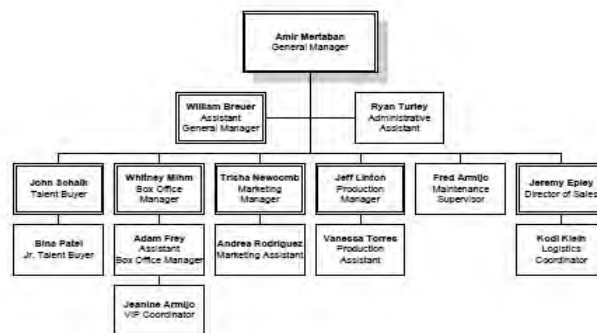 Amir Mertaban
General Manager
William Breuer
Assistant
General Manager
Ryan Turley
Administrative
Assistant
John Sohalk
Talent Buyer
Whitney Mihm
Box Office
Manager
Trisha Newcomb
Marketing
Manager
Jeff Linton
Production
Manager
Fred Armijo
Maintenance
Supervisor
Jeremy Epley
Director of Sales
Bina Patel
Jr. Talent Buyer
Adam Frey
Assistant
Box Office Manager
Andrea Rodriguez
Marketing Assistant
Vanessa Torres
Production
Assistant
Kodi Klein
Logistics
Coordinator
Jeanine Armijo
VIP Coordinator